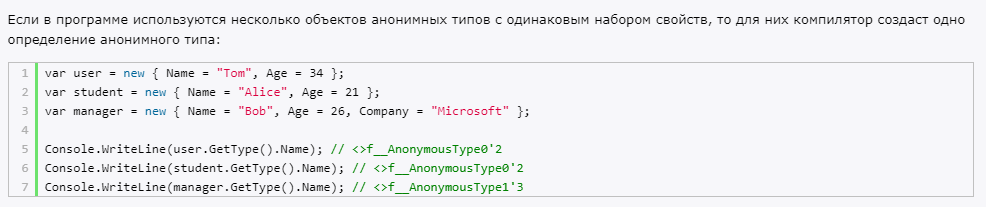 Если в программе используются несколько объектов анонимных типов с одинаковым набором свойств, то для них компилятор создаст одно
определение анонимного типа:
1 var user = new { Name = "Tom", Age = 34 };
2 var student = new { Name = "Alice", Age = 21 };
3 var manager = new { Name = "Bob", Age = 26, Company = "Microsoft" };
4
5 Console.WriteLine(user.GetType().Name); // <>f__AnonymousType0'2
6 Console.WriteLine(student.GetType().Name); // <>f__AnonymousType0'2
7 Console.WriteLine(manager.GetType().Name); // <>f__AnonymousType1'3